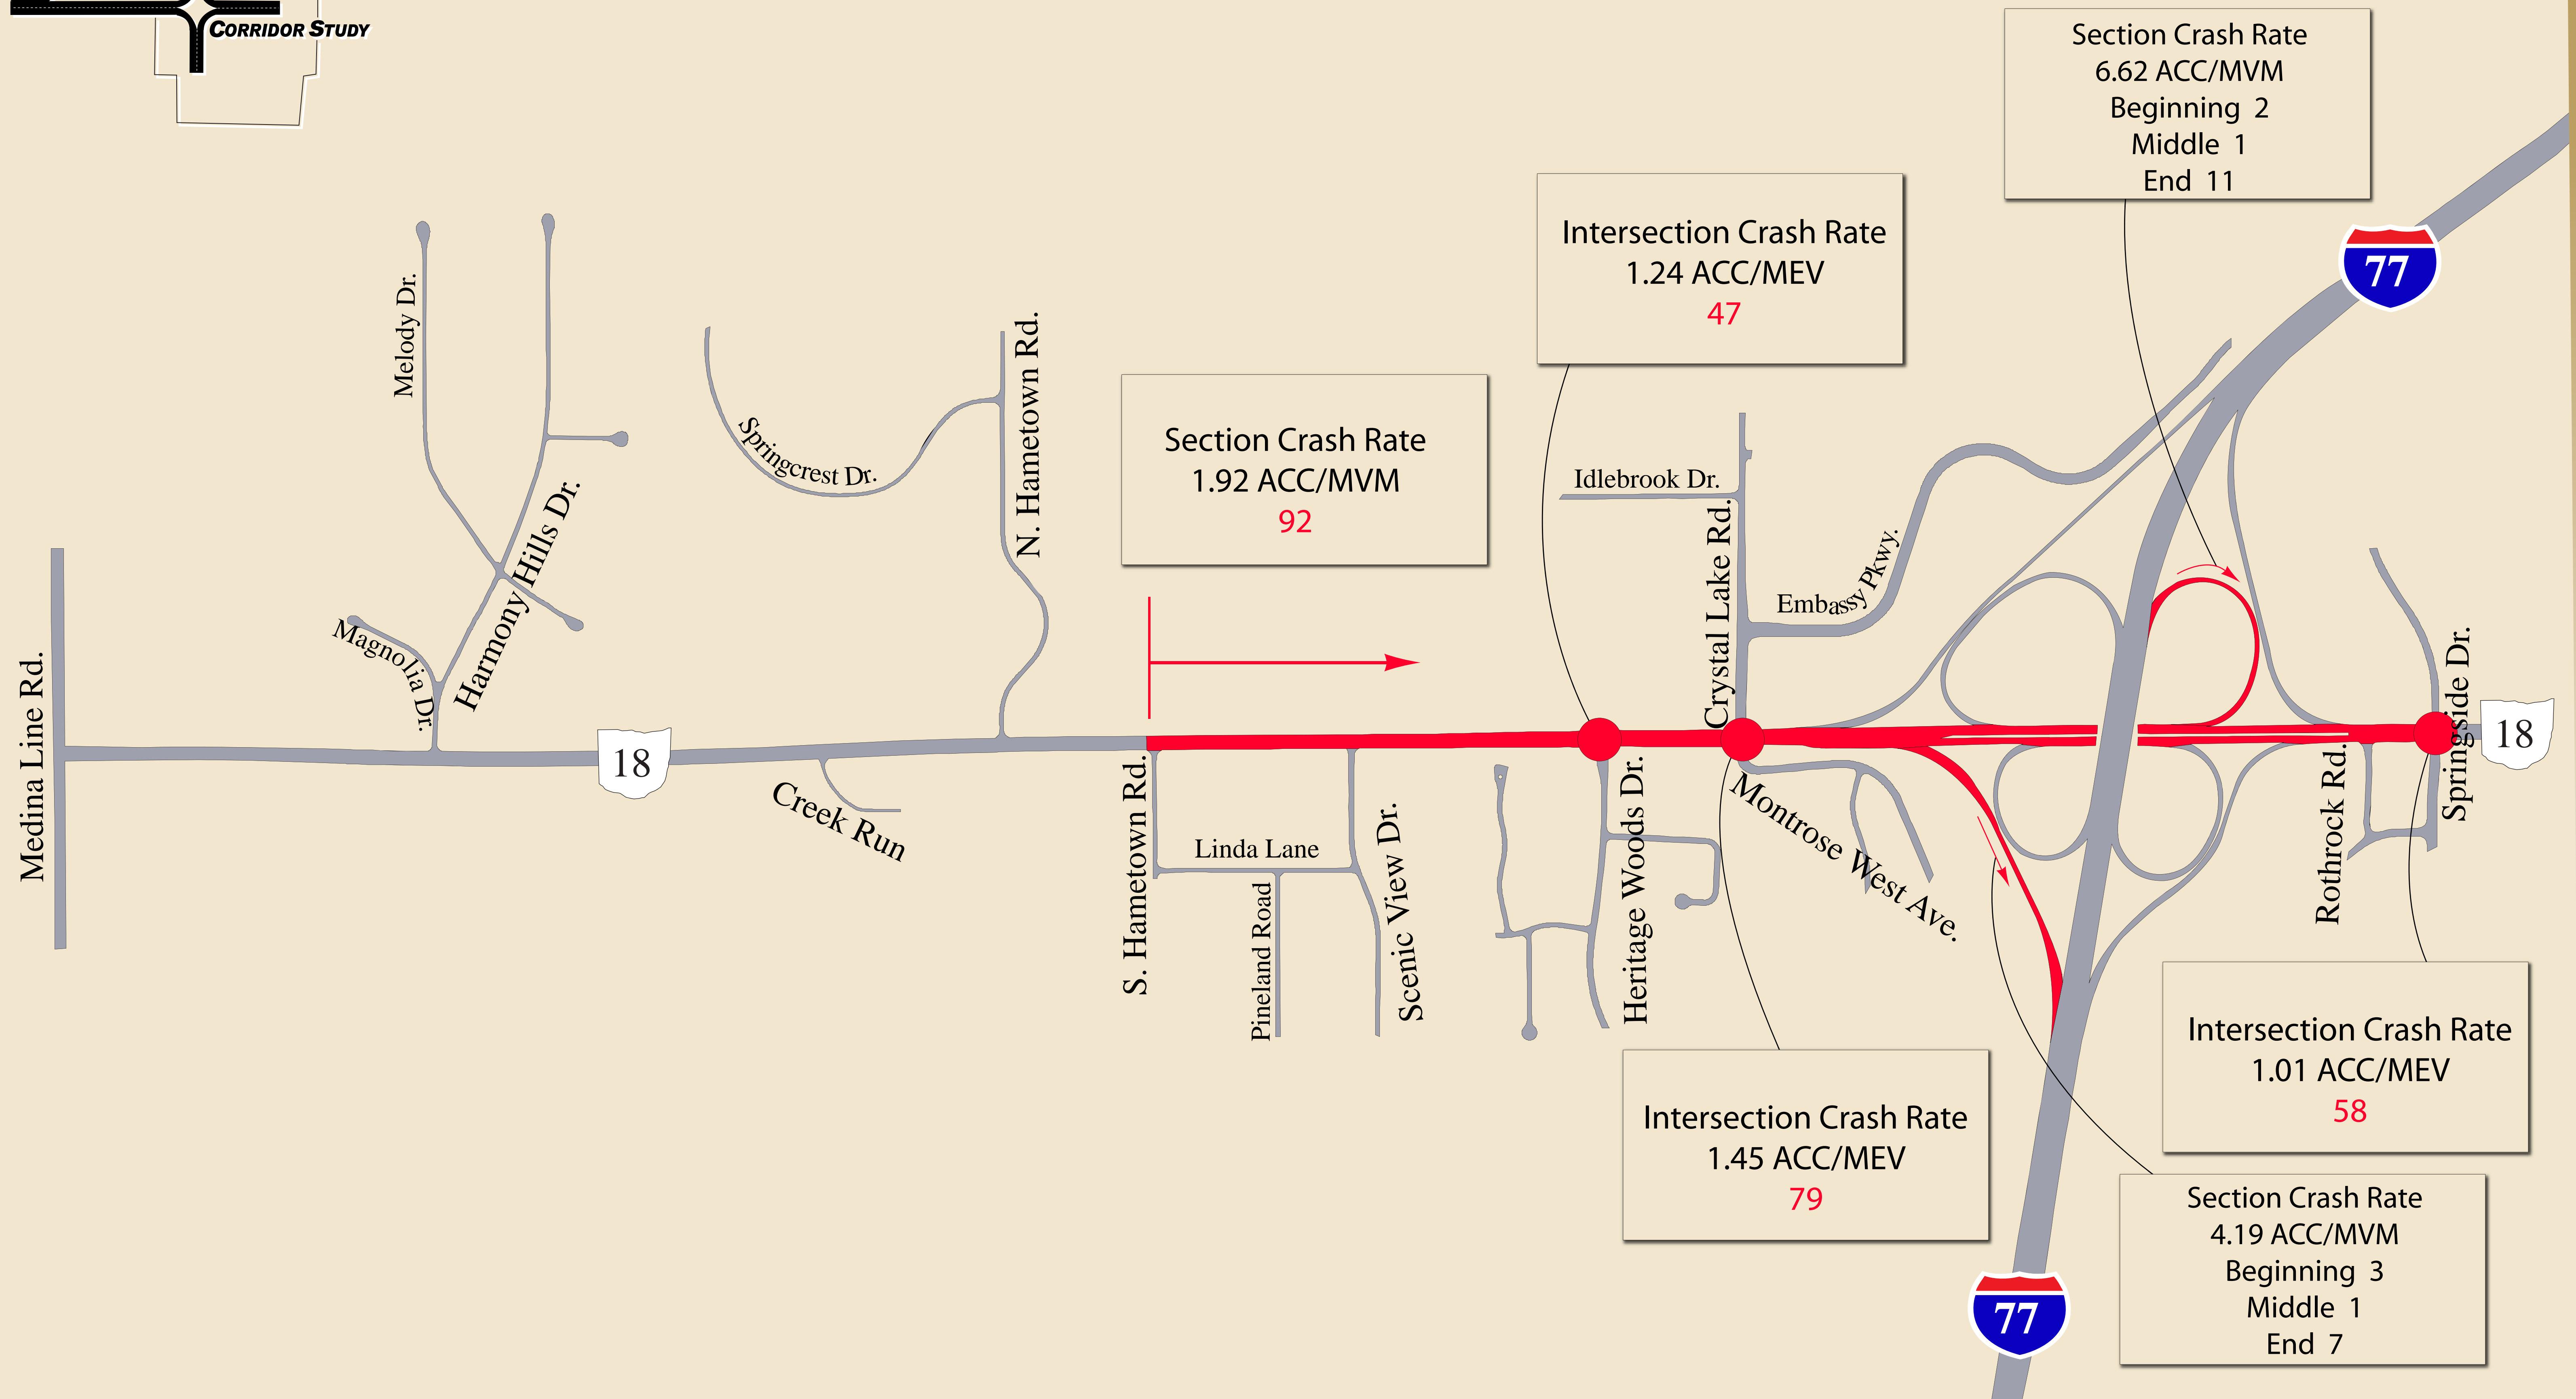 CORRIDOR STUDY
Section Crash Rate
6.62 ACC/MVM
Beginning 2
Middle 1
End 11
Intersection Crash Rate
1.24 ACC/MEV
47
77
Section Crash Rate
1.92 ACC/MVM
92
Melody Dr.
Springcrest Dr.
N. Hametown Rd.
Harmony Hills Dr.
Magnolia Dr.
Medina Line Rd.
Idlebrook Dr.
Crystal Lake Rd.
Embassy Pkwy.
Springside Dr.
18
18
Creek Run
S. Hametown Rd.
Linda Lane
Pineland Road
Scenic View Dr.
Heritage Woods Dr.
Montrose West Ave.
Rothrock Rd.
Intersection Crash Rate
1.01 ACC/MEV
58
Intersection Crash Rate
1.45 ACC/MEV
79
Section Crash Rate
4.19 ACC/MVM
Beginning 3
Middle 1
End 7
77